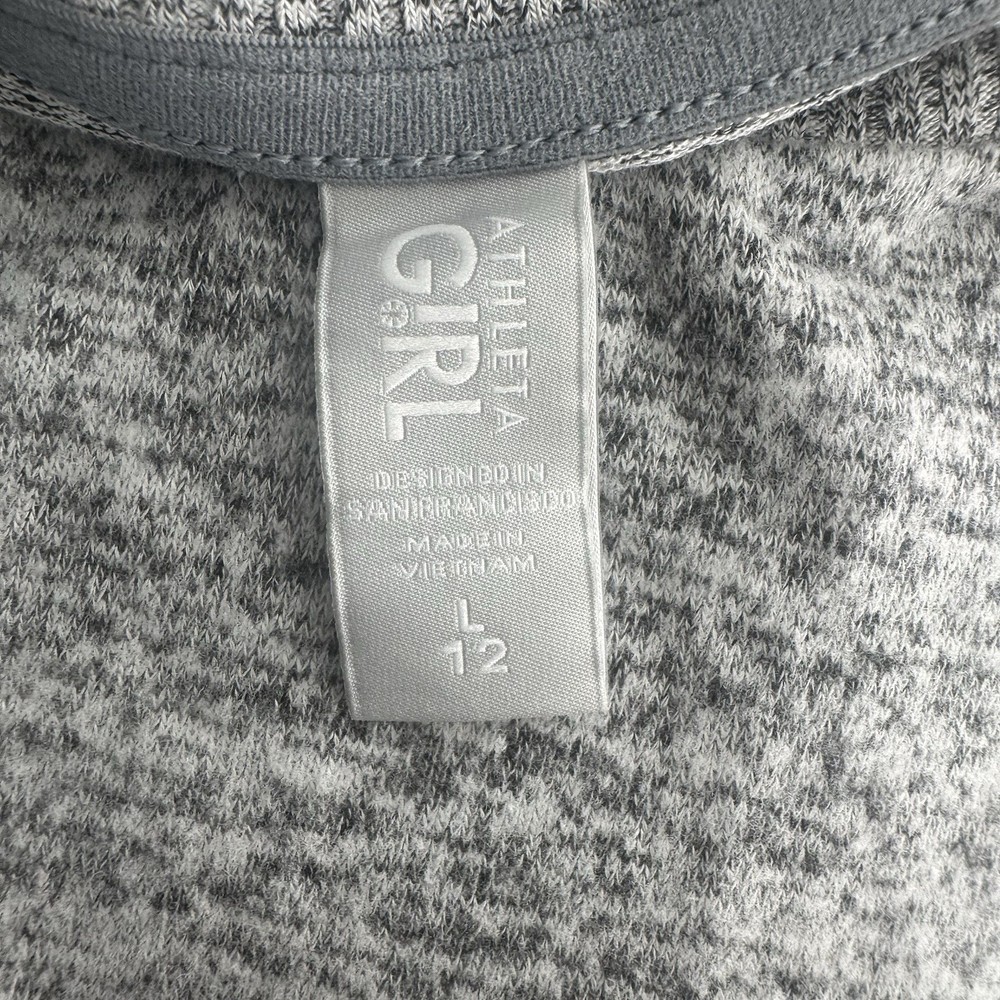 ATHLETA
GIRL
DESIGNED IN
SAN FRANCISCO
MADE IN
VIETNAM
L
12